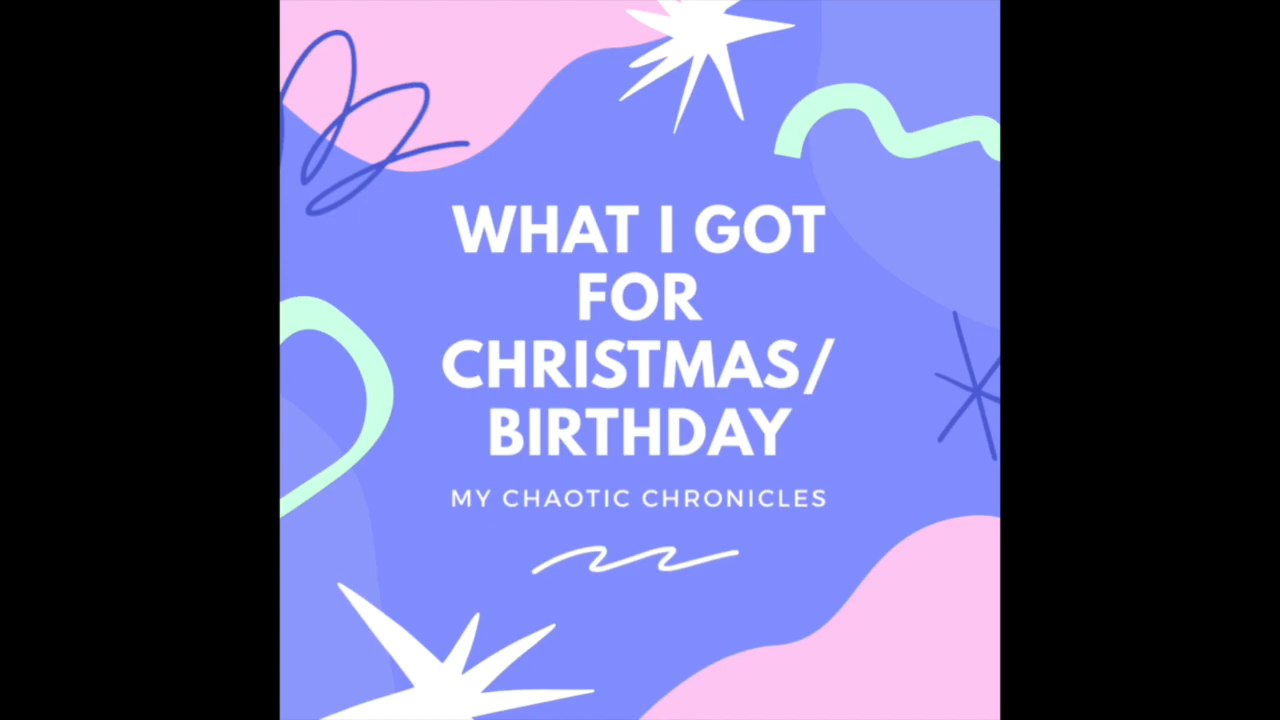 WHAT I GOT
FOR
CHRISTMAS/
BIRTHDAY
MY CHAOTIC CHRONICLES